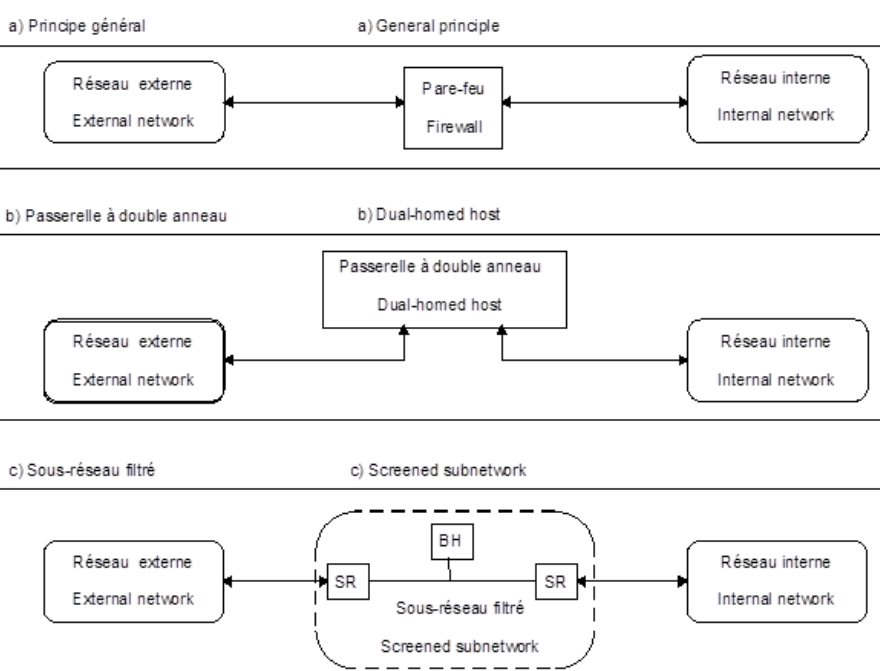 a) Principe général a) General principle
Réseau externe
External network
Pare-feu
Firewall
Réseau interne
Internal network
b) Passerelle à double anneau b) Dual-homed host
Passerelle à double anneau
Dual-homed host
Réseau externe
External network
Réseau interne
Internal network
c) Sous-réseau filtré c) Screened subnetwork
Réseau externe
External network
BH
SR
SR
Sous-réseau filtré
Screened subnetwork
Réseau interne
Internal network